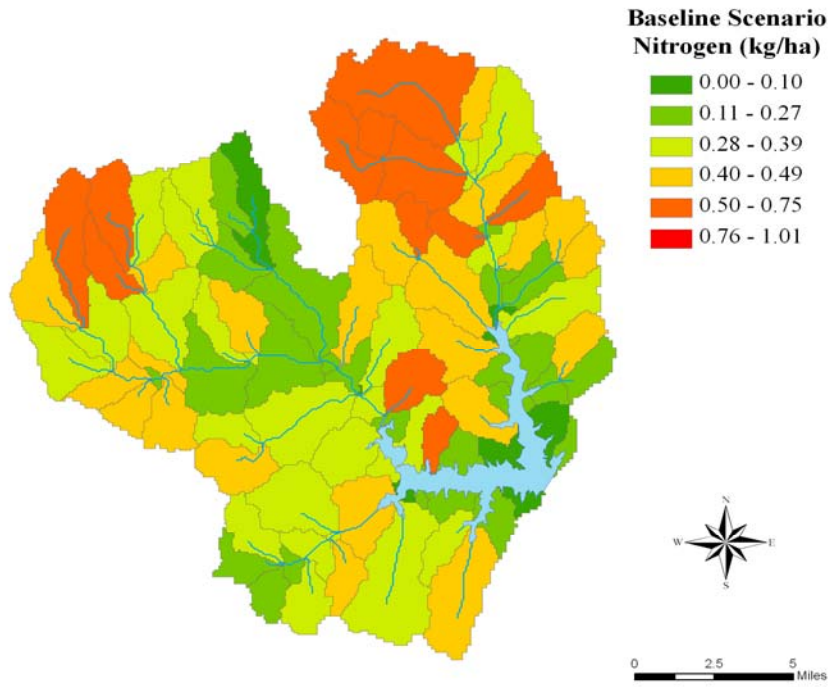 Baseline Scenario
Nitrogen (kg/ha)
0.00 - 0.10
0.11 - 0.27
0.28 - 0.39
0.40 - 0.49
0.50 - 0.75
0.76 - 1.01
N
W E
S
0 2.5 5
Miles